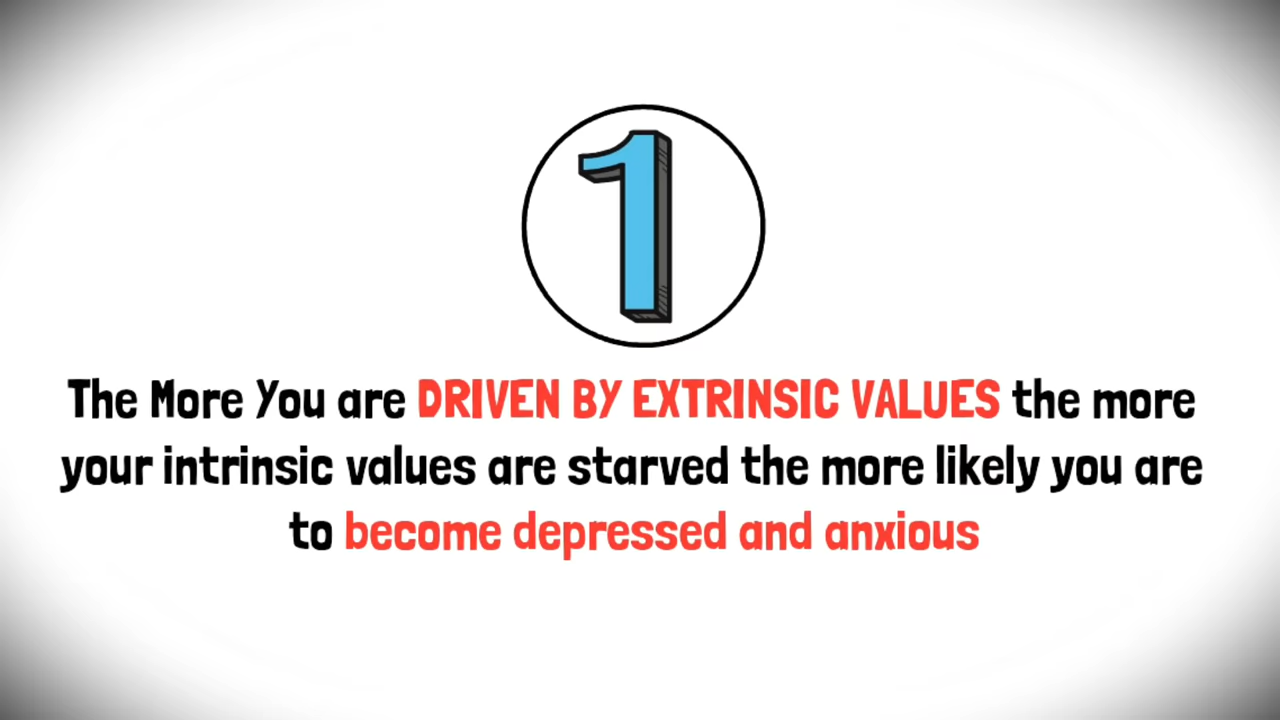 1
The More You are DRIVEN BY EXTRINSIC VALUES the more
your intrinsic values are starved the more likely you are
to become depressed and anxious